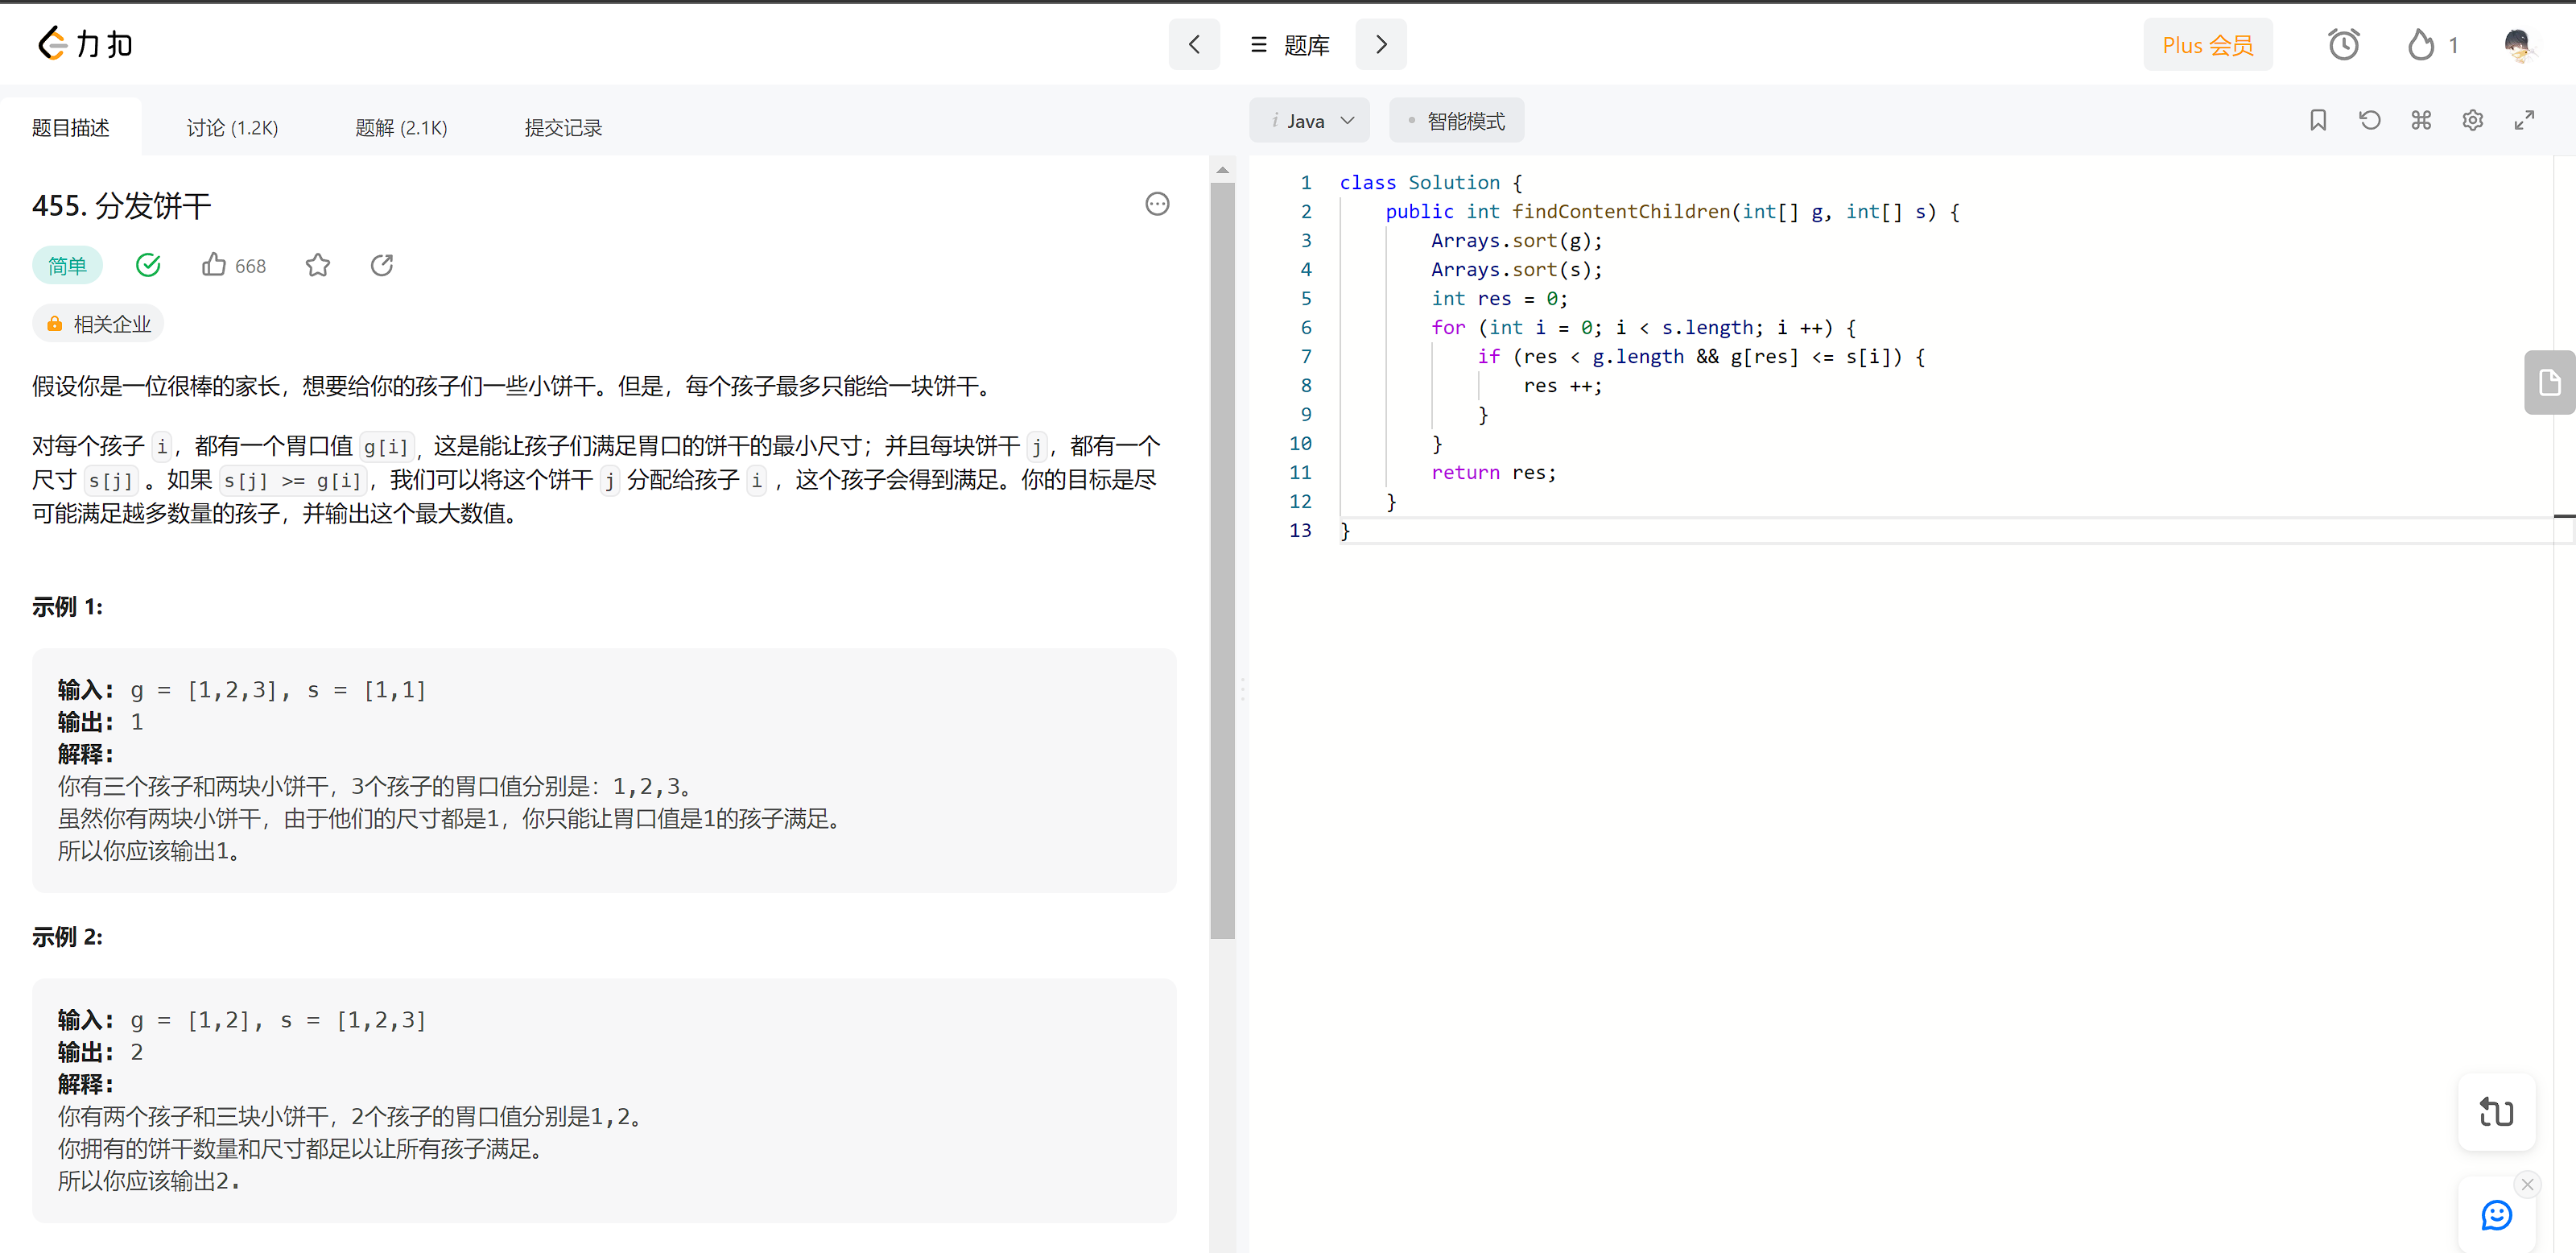 力扣
题库
Plus 会员
1
题目描述
讨论 (1.2K)
题解 (2.1K)
提交记录
i Java
智能模式
455. 分发饼干
简单
668
相关企业
假设你是一位很棒的家长，想要给你的孩子们一些小饼干。但是，每个孩子最多只能给一块饼干。
对每个孩子 i，都有一个胃口值 g[i]，这是能让孩子们满足胃口的饼干的最小尺寸；并且每块饼干 j，都有一个
尺寸 s[j] 。如果 s[j] >= g[i]，我们可以将这个饼干 j 分配给孩子 i ，这个孩子会得到满足。你的目标是尽
可能满足越多数量的孩子，并输出这个最大数值。
示例 1:
输入: g = [1,2,3], s = [1,1]
输出: 1
解释:
你有三个孩子和两块小饼干，3个孩子的胃口值分别是：1,2,3。
虽然你有两块小饼干，由于他们的尺寸都是1，你只能让胃口值是1的孩子满足。
所以你应该输出1。
示例 2:
输入: g = [1,2], s = [1,2,3]
输出: 2
解释:
你有两个孩子和三块小饼干，2个孩子的胃口值分别是1,2。
你拥有的饼干数量和尺寸都足以让所有孩子满足。
所以你应该输出2.
1 class Solution {
2     public int findContentChildren(int[] g, int[] s) {
3         Arrays.sort(g);
4         Arrays.sort(s);
5         int res = 0;
6         for (int i = 0; i < s.length; i ++) {
7             if (res < g.length && g[res] <= s[i]) {
8                 res ++;
9             }
10         }
11         return res;
12     }
13 }